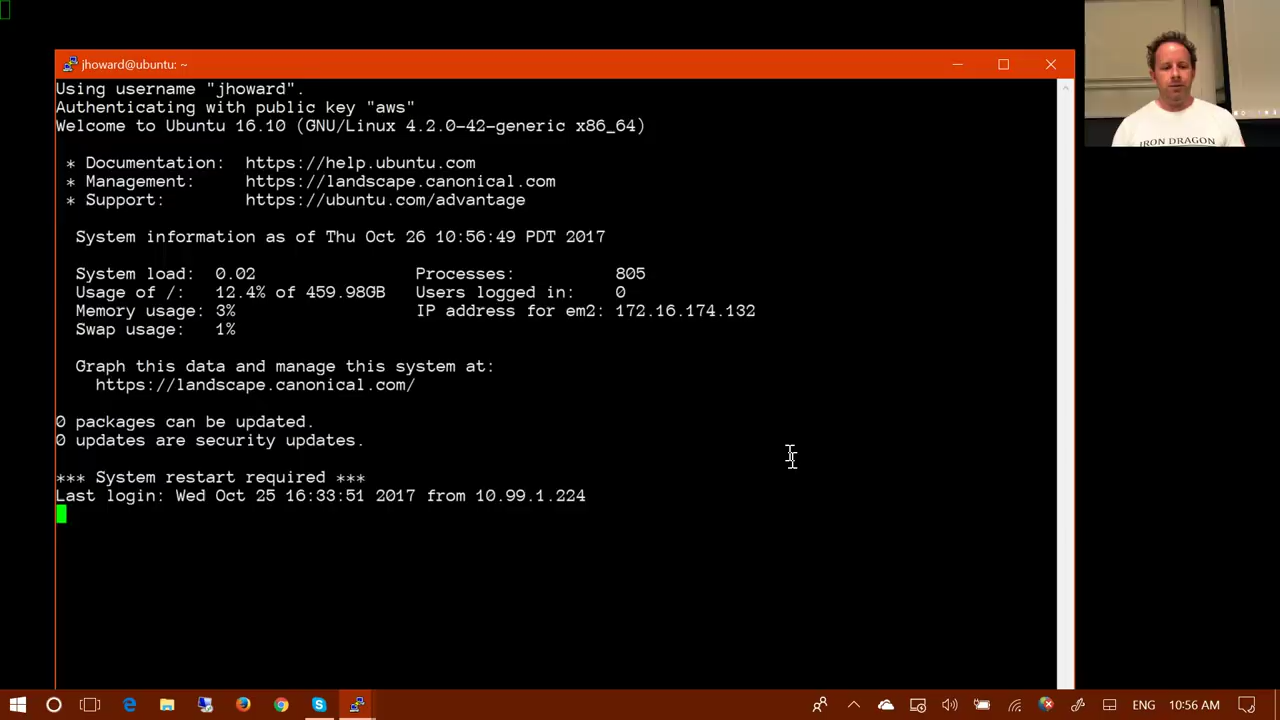 jhoward@ubuntu: ~
Using username "jhoward".
Authenticating with public key "aws"
Welcome to Ubuntu 16.10 (GNU/Linux 4.2.0-42-generic x86_64)
* Documentation: https://help.ubuntu.com
* Management: https://landscape.canonical.com
* Support: https://ubuntu.com/advantage
System information as of Thu Oct 26 10:56:49 PDT 2017
System load: 0.02 Processes: 805
Usage of /: 12.4% of 459.98GB Users logged in: 0
Memory usage: 3% IP address for em2: 172.16.174.132
Swap usage: 1%
Graph this data and manage this system at:
https://landscape.canonical.com/
0 packages can be updated.
0 updates are security updates.
*** System restart required ***
Last login: Wed Oct 25 16:33:51 2017 from 10.99.1.224
IRON DRAGON
ENG 10:56 AM